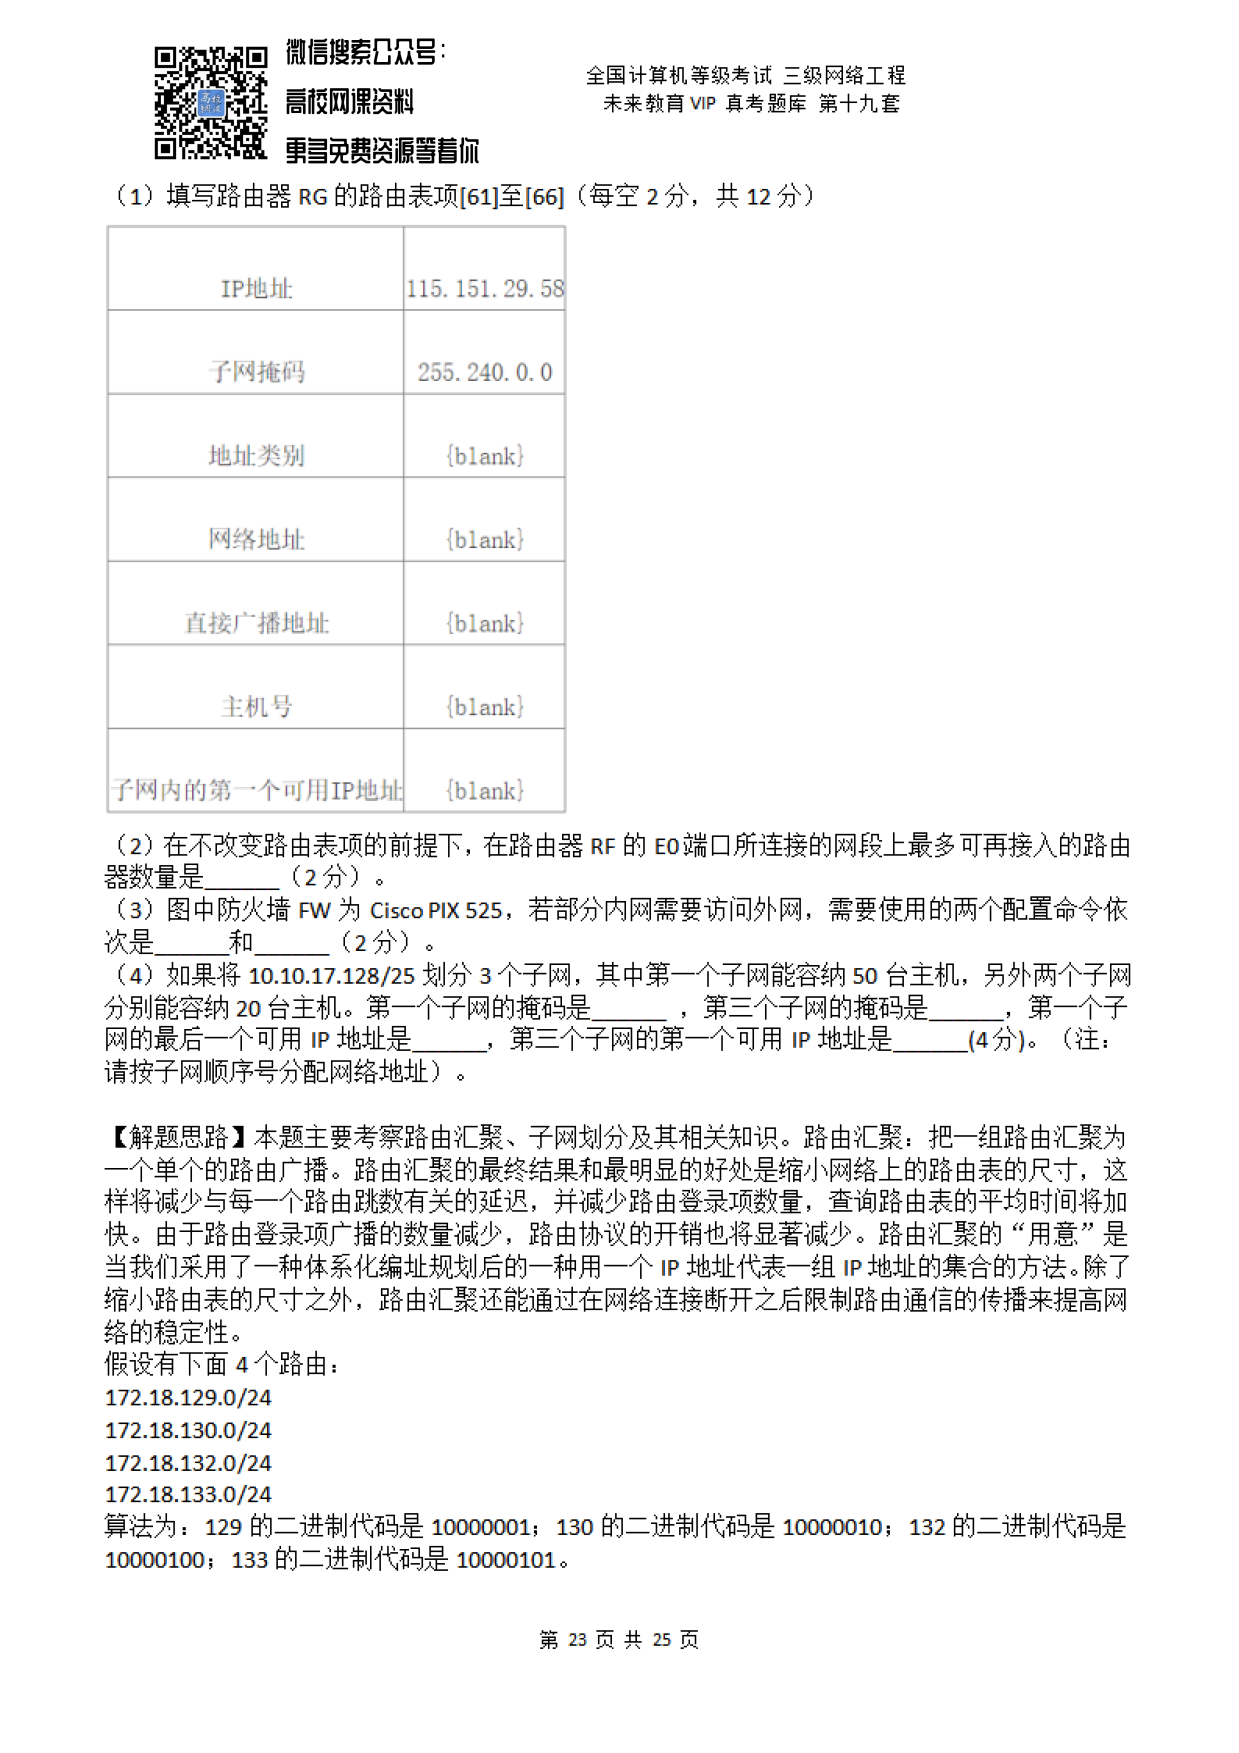 微信搜索公众号：
高校网课资料
更多免费资源等着你
全国计算机等级考试 三级网络工程
未来教育 VIP 真考题库 第十九套
（1）填写路由器 RG 的路由表项[61]至[66]（每空 2 分，共 12 分）
IP地址 115.151.29.58
子网掩码 255.240.0.0
地址类别 {blank}
网络地址 {blank}
直接广播地址 {blank}
主机号 {blank}
子网内的第一个可用IP地址 {blank}
（2）在不改变路由表项的前提下，在路由器 RF 的 E0 端口所连接的网段上最多可再接入的路由
器数量是______（2 分）。
（3）图中防火墙 FW 为 Cisco PIX 525，若部分内网需要访问外网，需要使用的两个配置命令依
次是______和______（2 分）。
（4）如果将 10.10.17.128/25 划分 3 个子网，其中第一个子网能容纳 50 台主机，另外两个子网
分别能容纳 20 台主机。第一个子网的掩码是______ ，第三个子网的掩码是______，第一个子
网的最后一个可用 IP 地址是______，第三个子网的第一个可用 IP 地址是______(4 分)。（注：
请按子网顺序号分配网络地址）。
【解题思路】本题主要考察路由汇聚、子网划分及其相关知识。路由汇聚：把一组路由汇聚为
一个单个的路由广播。路由汇聚的最终结果和最明显的好处是缩小网络上的路由表的尺寸，这
样将减少与每一个路由跳数有关的延迟，并减少路由登录项数量，查询路由表的平均时间将加
快。由于路由登录项广播的数量减少，路由协议的开销也将显著减少。路由汇聚的“用意”是
当我们采用了一种体系化编址规划后的一种用一个 IP 地址代表一组 IP 地址的集合的方法。除了
缩小路由表的尺寸之外，路由汇聚还能通过在网络连接断开之后限制路由通信的传播来提高网
络的稳定性。
假设有下面 4 个路由：
172.18.129.0/24
172.18.130.0/24
172.18.132.0/24
172.18.133.0/24
算法为：129 的二进制代码是 10000001；130 的二进制代码是 10000010；132 的二进制代码是
10000100；133 的二进制代码是 10000101。
第 23 页 共 25 页